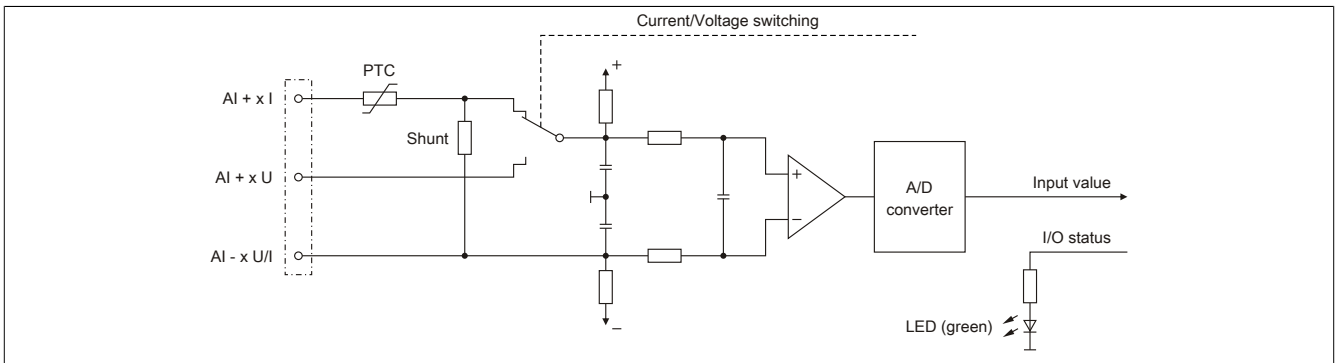 Current/Voltage switching
PTC
+
AI + x I
Shunt
AI + x U
+
−
A/D
converter
Input value
I/O status
AI - x U/I
LED (green)
−